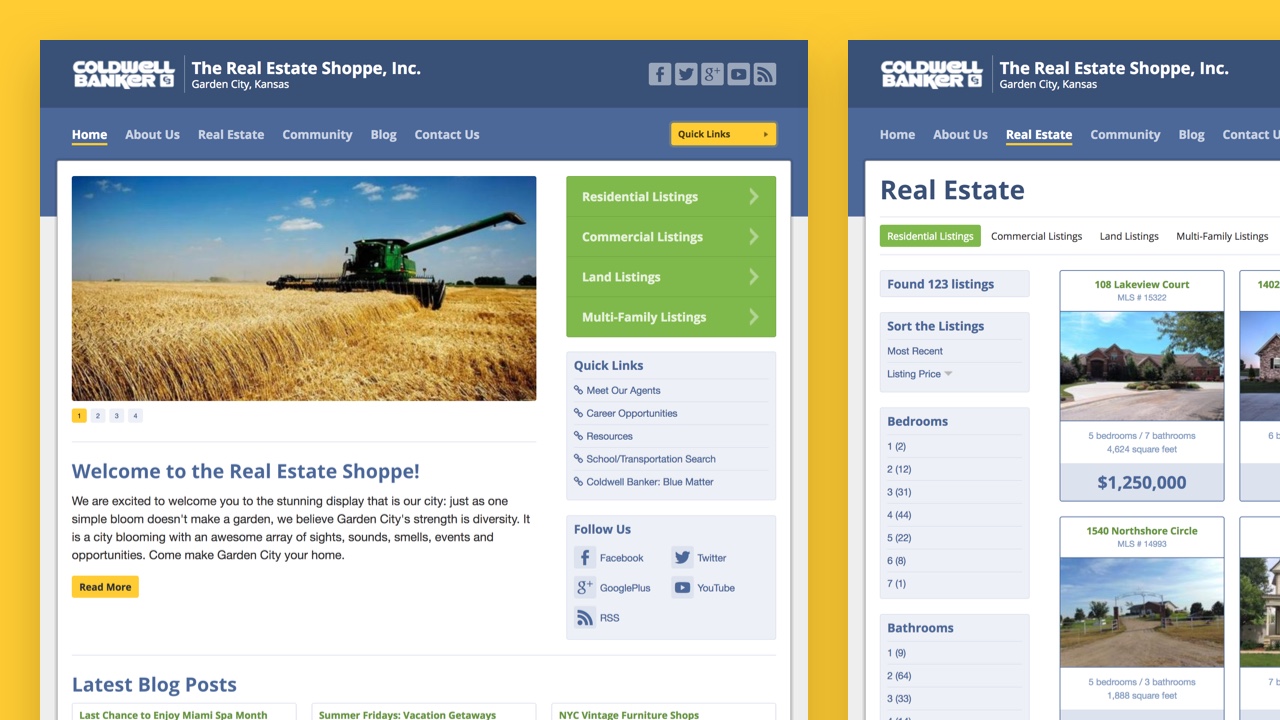 COLDWELL BANKER
The Real Estate Shoppe, Inc.
Garden City, Kansas
Home About Us Real Estate Community Blog Contact Us
Quick Links
Residential Listings
Commercial Listings
Land Listings
Multi-Family Listings
1 2 3 4
Quick Links
Meet Our Agents
Career Opportunities
Resources
School/Transportation Search
Coldwell Banker: Blue Matter
Welcome to the Real Estate Shoppe!
We are excited to welcome you to the stunning display that is our city: just as one
simple bloom doesn't make a garden, we believe Garden City's strength is diversity. It
is a city blooming with an awesome array of sights, sounds, smells, events and
opportunities. Come make Garden City your home.
Read More
Follow Us
Facebook Twitter
GooglePlus YouTube
RSS
Latest Blog Posts
Last Chance to Enjoy Miami Spa Month
Summer Fridays: Vacation Getaways
NYC Vintage Furniture Shops
COLDWELL BANKER
The Real Estate Shoppe, Inc.
Garden City, Kansas
Home About Us Real Estate Community Blog Contact U
Real Estate
Residential Listings Commercial Listings Land Listings Multi-Family Listings
Found 123 listings
Sort the Listings
Most Recent
Listing Price
Bedrooms
1 (2)
2 (12)
3 (31)
4 (44)
5 (22)
6 (8)
7 (1)
Bathrooms
1 (9)
2 (64)
3 (33)
108 Lakeview Court
MLS # 15322
5 bedrooms / 7 bathrooms
4,624 square feet
$1,250,000
1402
6 b
1540 Northshore Circle
MLS # 14993
5 bedrooms / 3 bathrooms
1,888 square feet
7 b